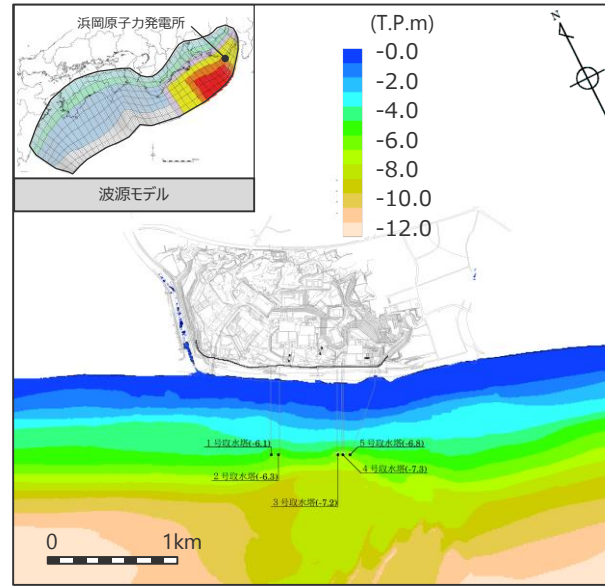 浜岡原子力発電所
波源モデル
(T.P.m)
-0.0
-2.0
-4.0
-6.0
-8.0
-10.0
-12.0
N
1号取水塔(-6.1)
5号取水塔(-6.8)
2号取水塔(-6.3)
4号取水塔(-7.3)
3号取水塔(-7.2)
0 1km